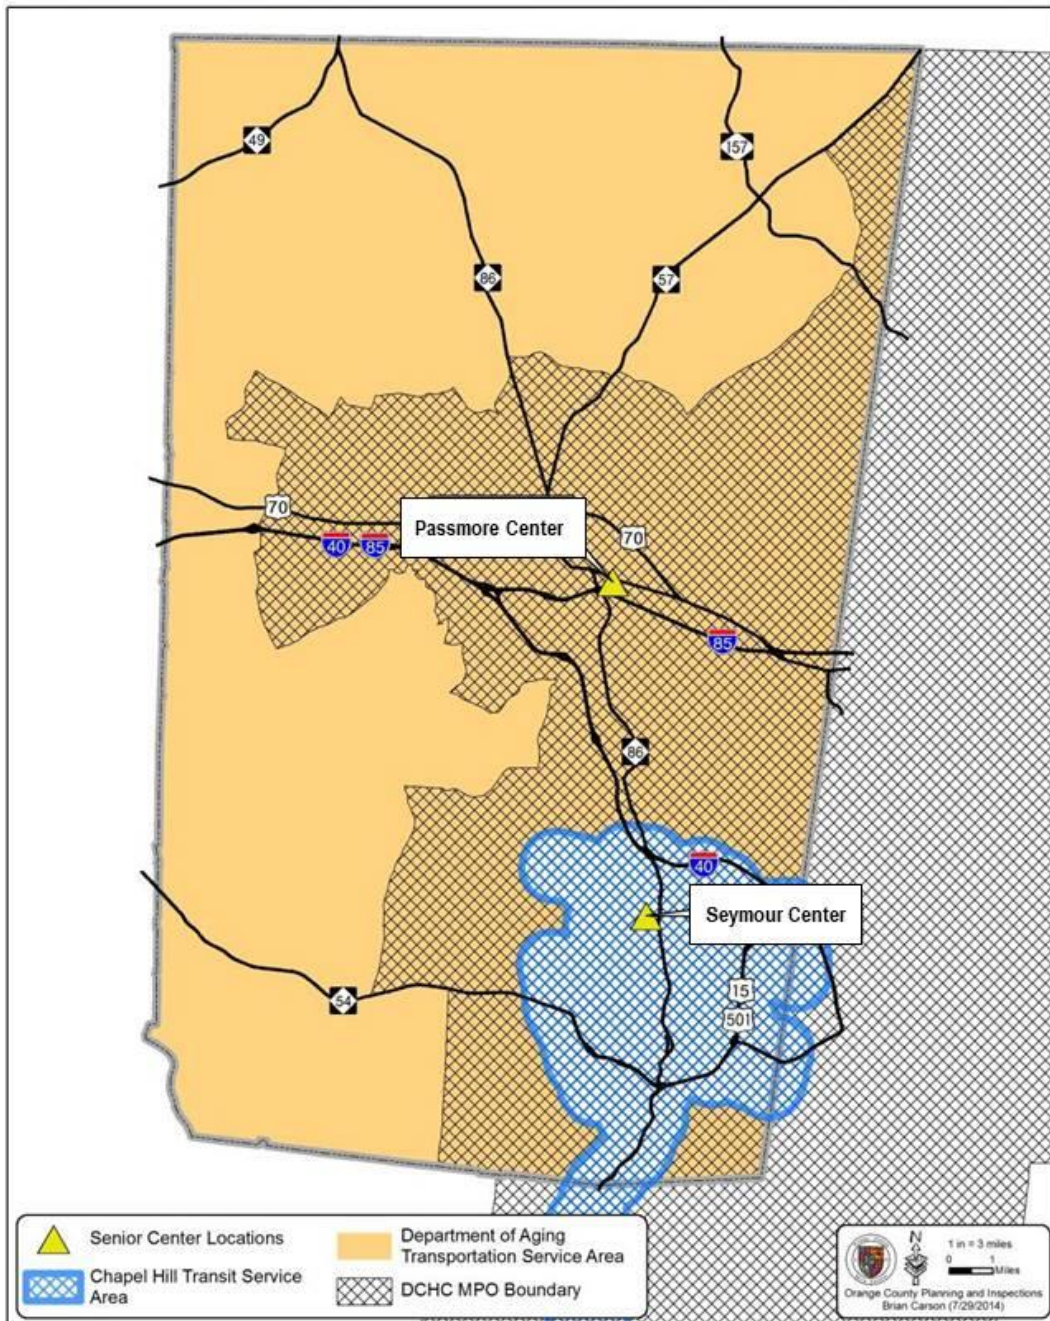 49
157
86
57
70
Passmore Center
70
40
85
85
86
40
Seymour Center
54
15
501
Senior Center Locations
Chapel Hill Transit Service
Area
Department of Aging
Transportation Service Area
DCHC MPO Boundary
N
1 in = 3 miles
0 1
Miles
Orange County Planning and Inspections
Brian Carson (7/29/2014)